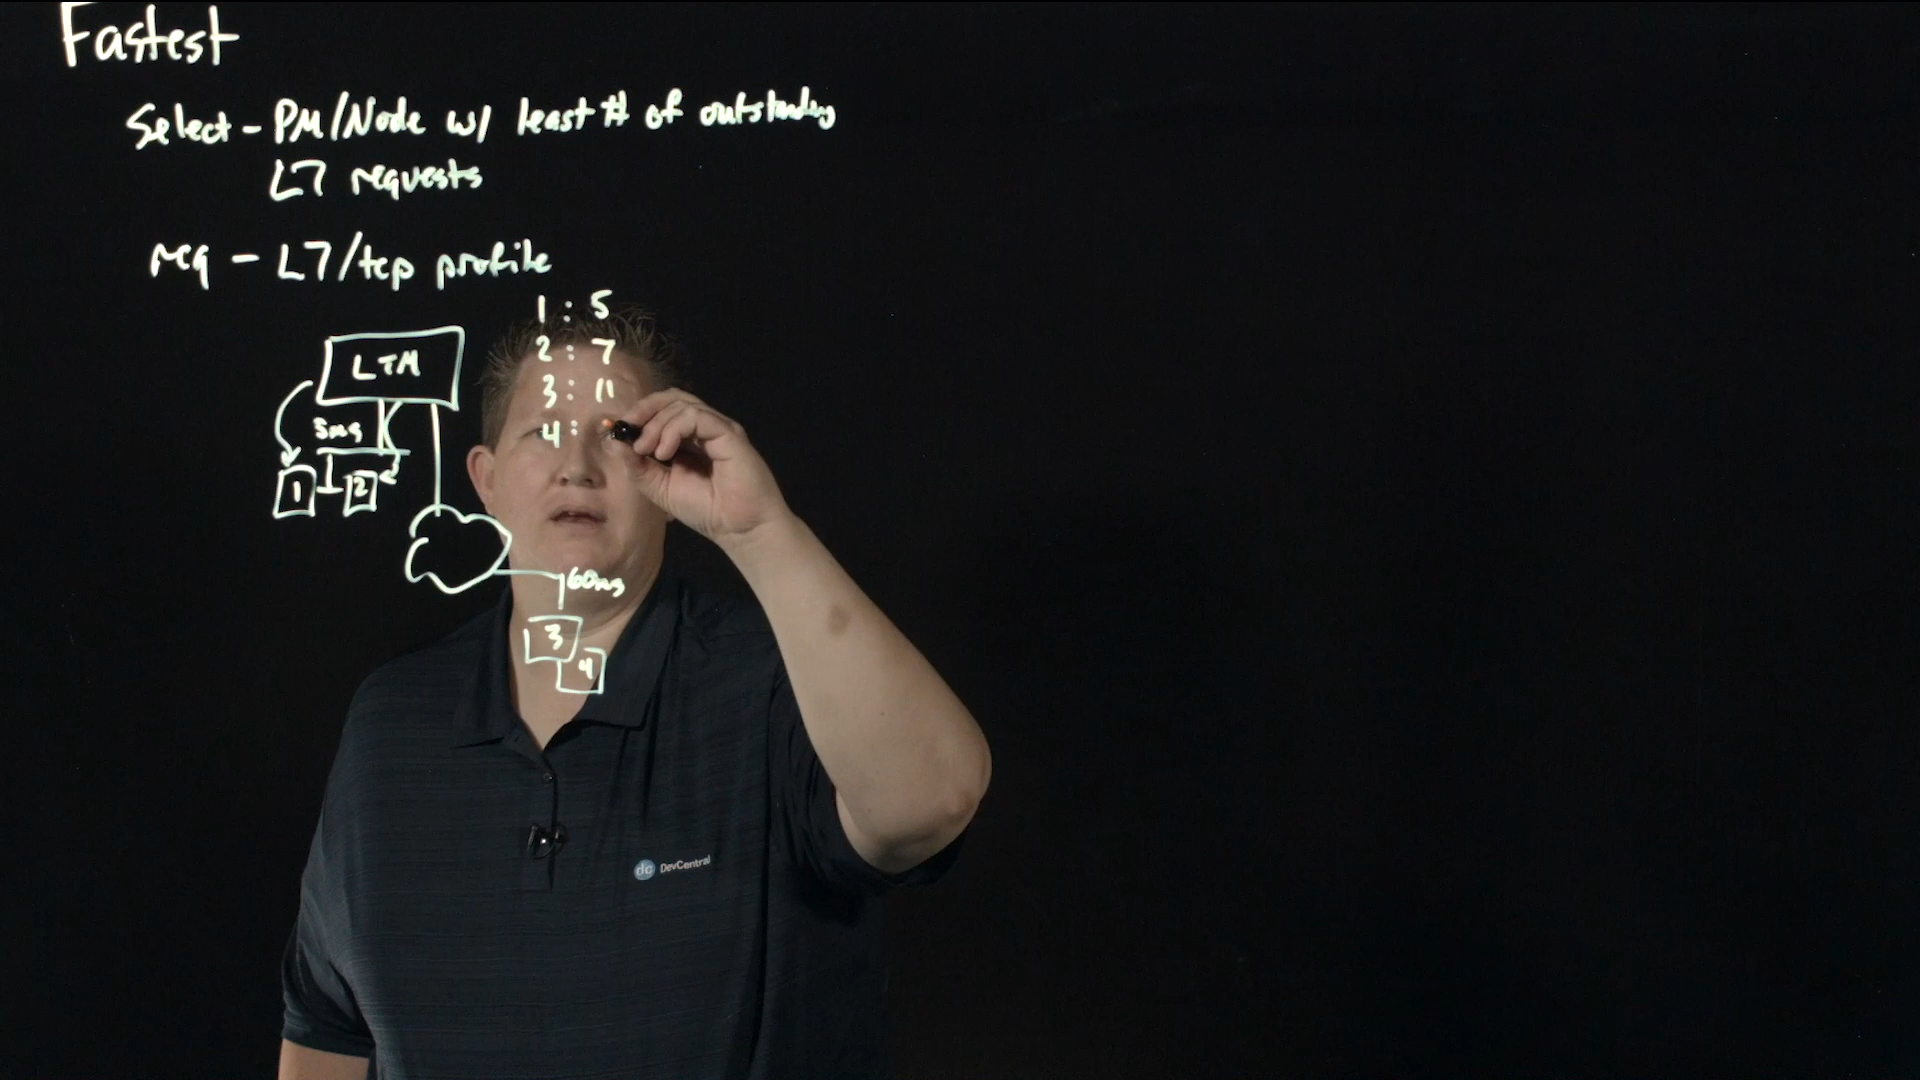 Fastest
Select - PM/Node w/ least # of outstanding
L7 requests
req - L7/tcp profile
1: 5
2: 7
3: 11
4:
LTM
5ms
1
2
60ms
3
4
dc DevCentral